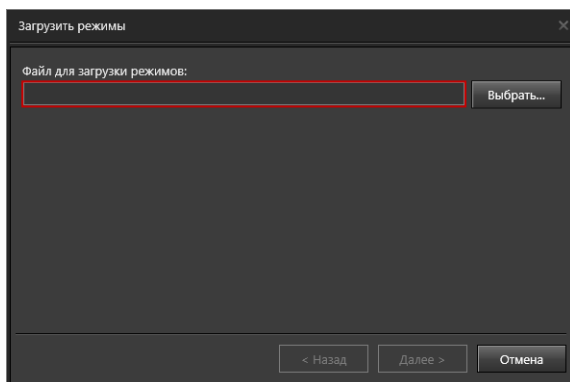 Загрузить режимы
Файл для загрузки режимов:
Выбрать...
< Назад
Далее >
Отмена